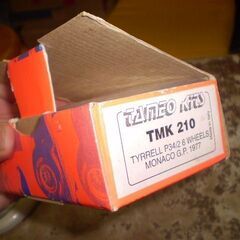 TAMEO KITS
TMK 210
TYRRELL P34/2 6 WHEELS
MONACO G.P. 1977